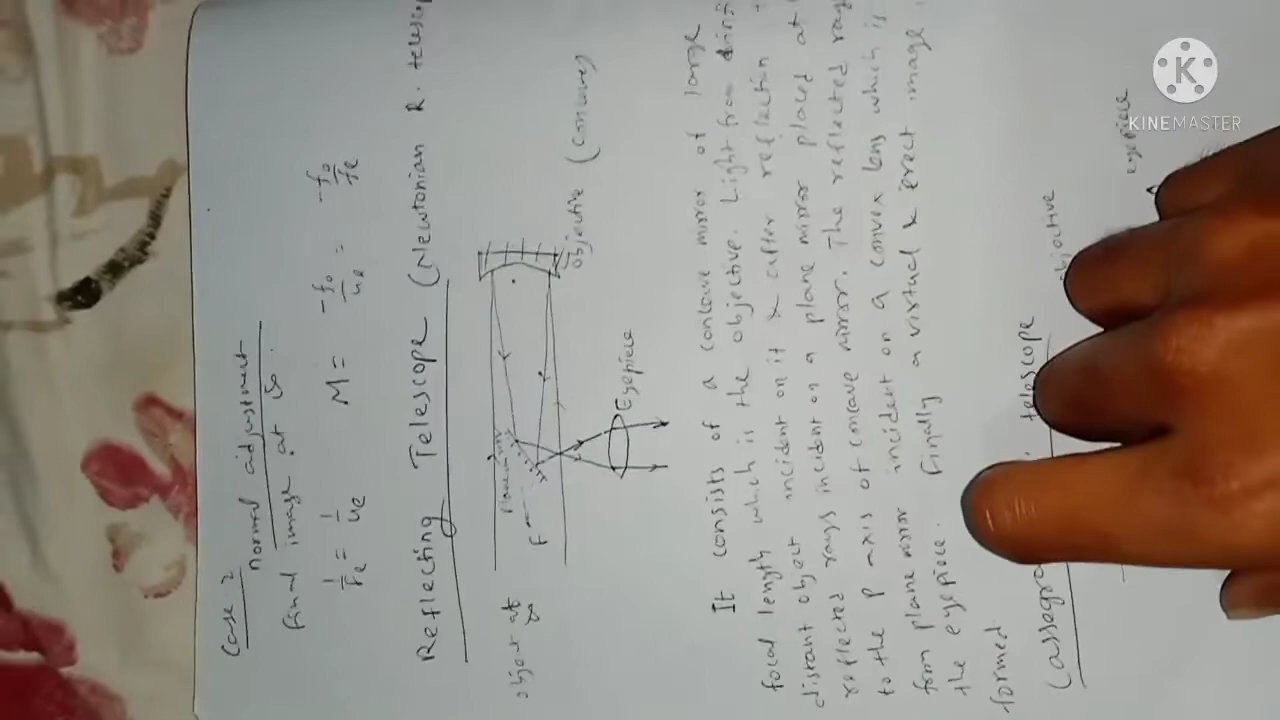 Case 2
normal adjustment
final image at ∞.
1/fe = 1/ue M = -fo/ue = -fo/fe
Reflecting Telescope (Newtonian R. telescop
object at
∞
F
Plane mirror
Eyepiece
objective (concave)
It consists of a concave mirror of large
focal length which is the objective. Light from
distant object incident on it & suffer reflection
reflected rays incident on a plane mirror placed at
to the p axis of concave mirror. The reflected ray
from plane mirror incident on a convex lens which is
the eyepiece. Finally a virtual & erect image
formed.
telescope
objective
eyepiece
KINEMASTER